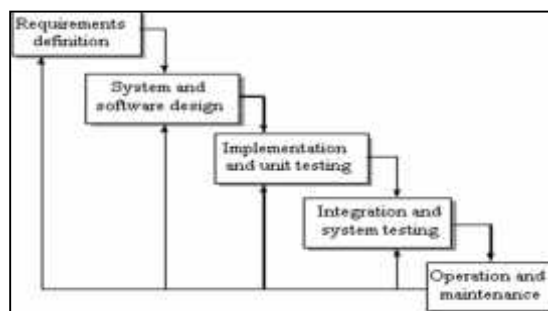 Requirements
definition
System and
software design
Implementation
and unit testing
Integration and
system testing
Operation and
maintenance